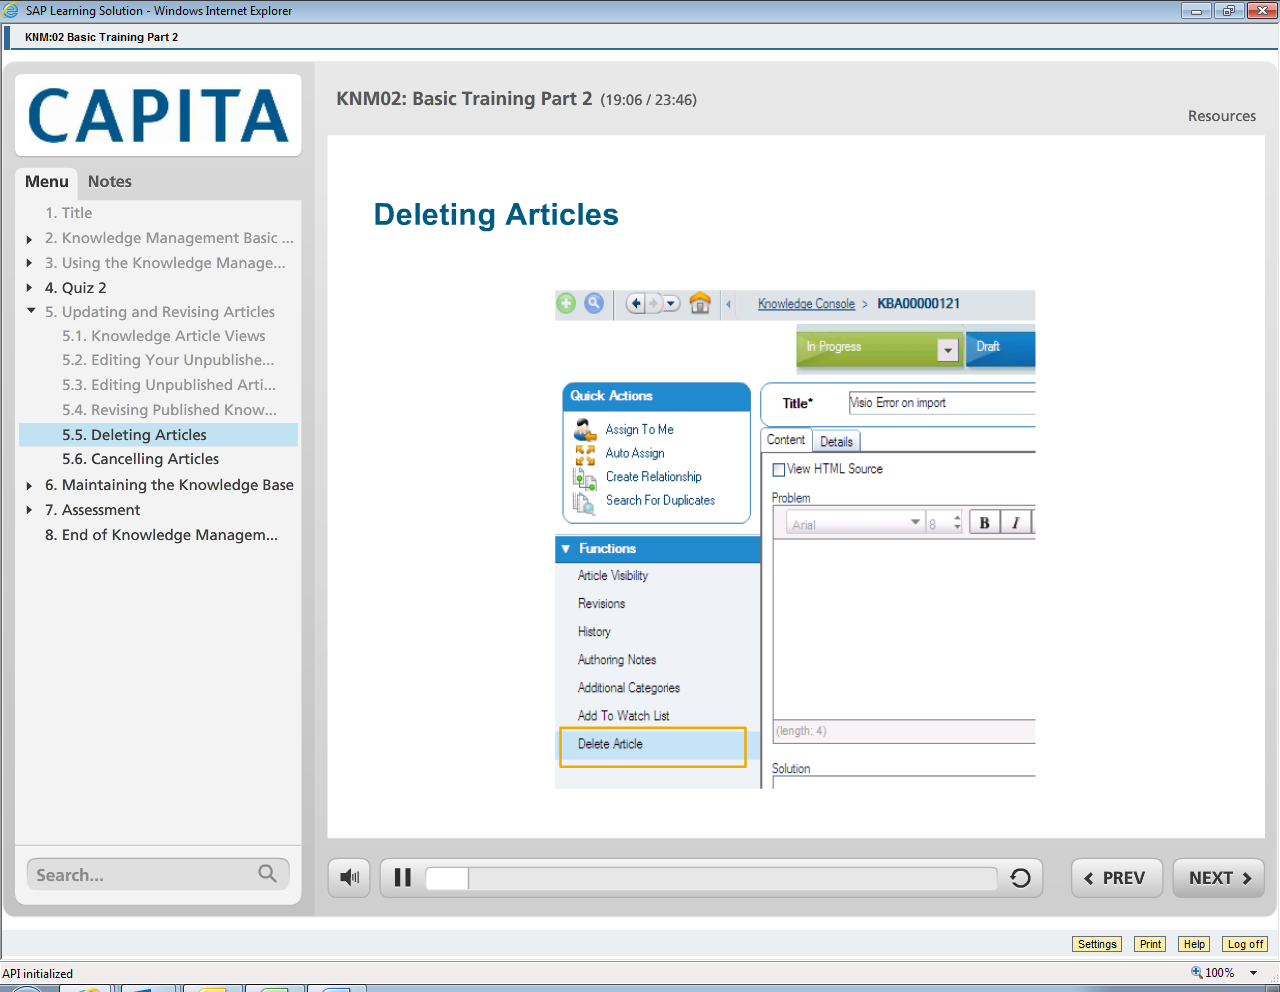 SAP Learning Solution - Windows Internet Explorer
KNM:02 Basic Training Part 2
CAPITA
KNM02: Basic Training Part 2 (19:06 / 23:46)
Resources
Menu Notes
1. Title
2. Knowledge Management Basic ...
3. Using the Knowledge Manage...
4. Quiz 2
5. Updating and Revising Articles
5.1. Knowledge Article Views
5.2. Editing Your Unpublishe...
5.3. Editing Unpublished Arti...
5.4. Revising Published Know...
5.5. Deleting Articles
5.6. Cancelling Articles
6. Maintaining the Knowledge Base
7. Assessment
8. End of Knowledge Managem...
Search...
Deleting Articles
Knowledge Console > KBA00000121
In Progress Draft
Quick Actions
Assign To Me
Auto Assign
Create Relationship
Search For Duplicates
Functions
Article Visibility
Revisions
History
Authoring Notes
Additional Categories
Add To Watch List
Delete Article
Title* Visio Error on import
Content Details
View HTML Source
Problem
Arial 8 B I
(length: 4)
Solution
PREV NEXT
Settings Print Help Log off
API initialized
100%